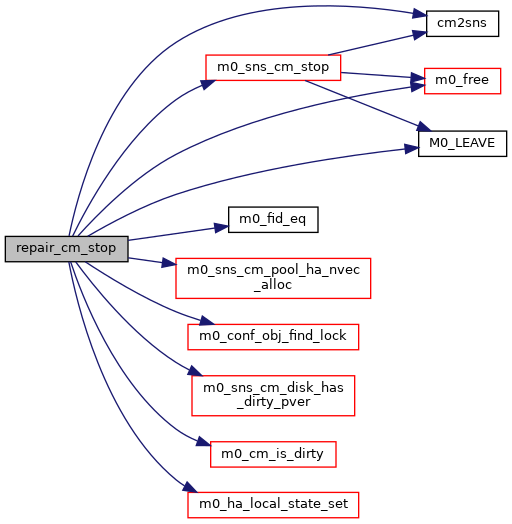 cm2sns
m0_sns_cm_stop
m0_free
M0_LEAVE
m0_fid_eq
repair_cm_stop
m0_sns_cm_pool_ha_nvec
_alloc
m0_conf_obj_find_lock
m0_sns_cm_disk_has
_dirty_pver
m0_cm_is_dirty
m0_ha_local_state_set